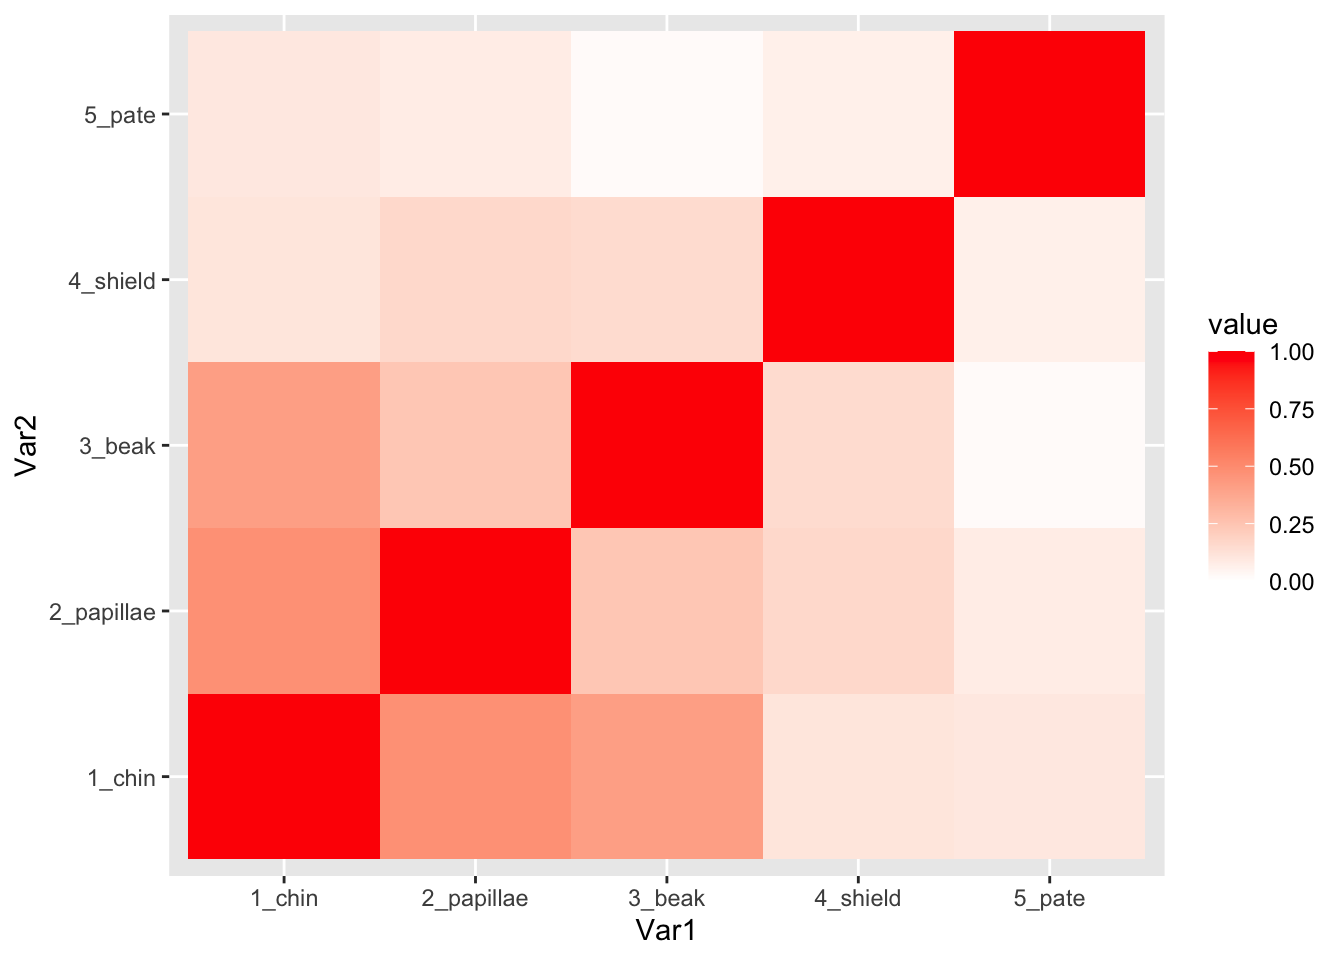 5_pate
4_shield
3_beak
2_papillae
1_chin
Var2
1_chin 2_papillae 3_beak 4_shield 5_pate
Var1
value
1.00
0.75
0.50
0.25
0.00